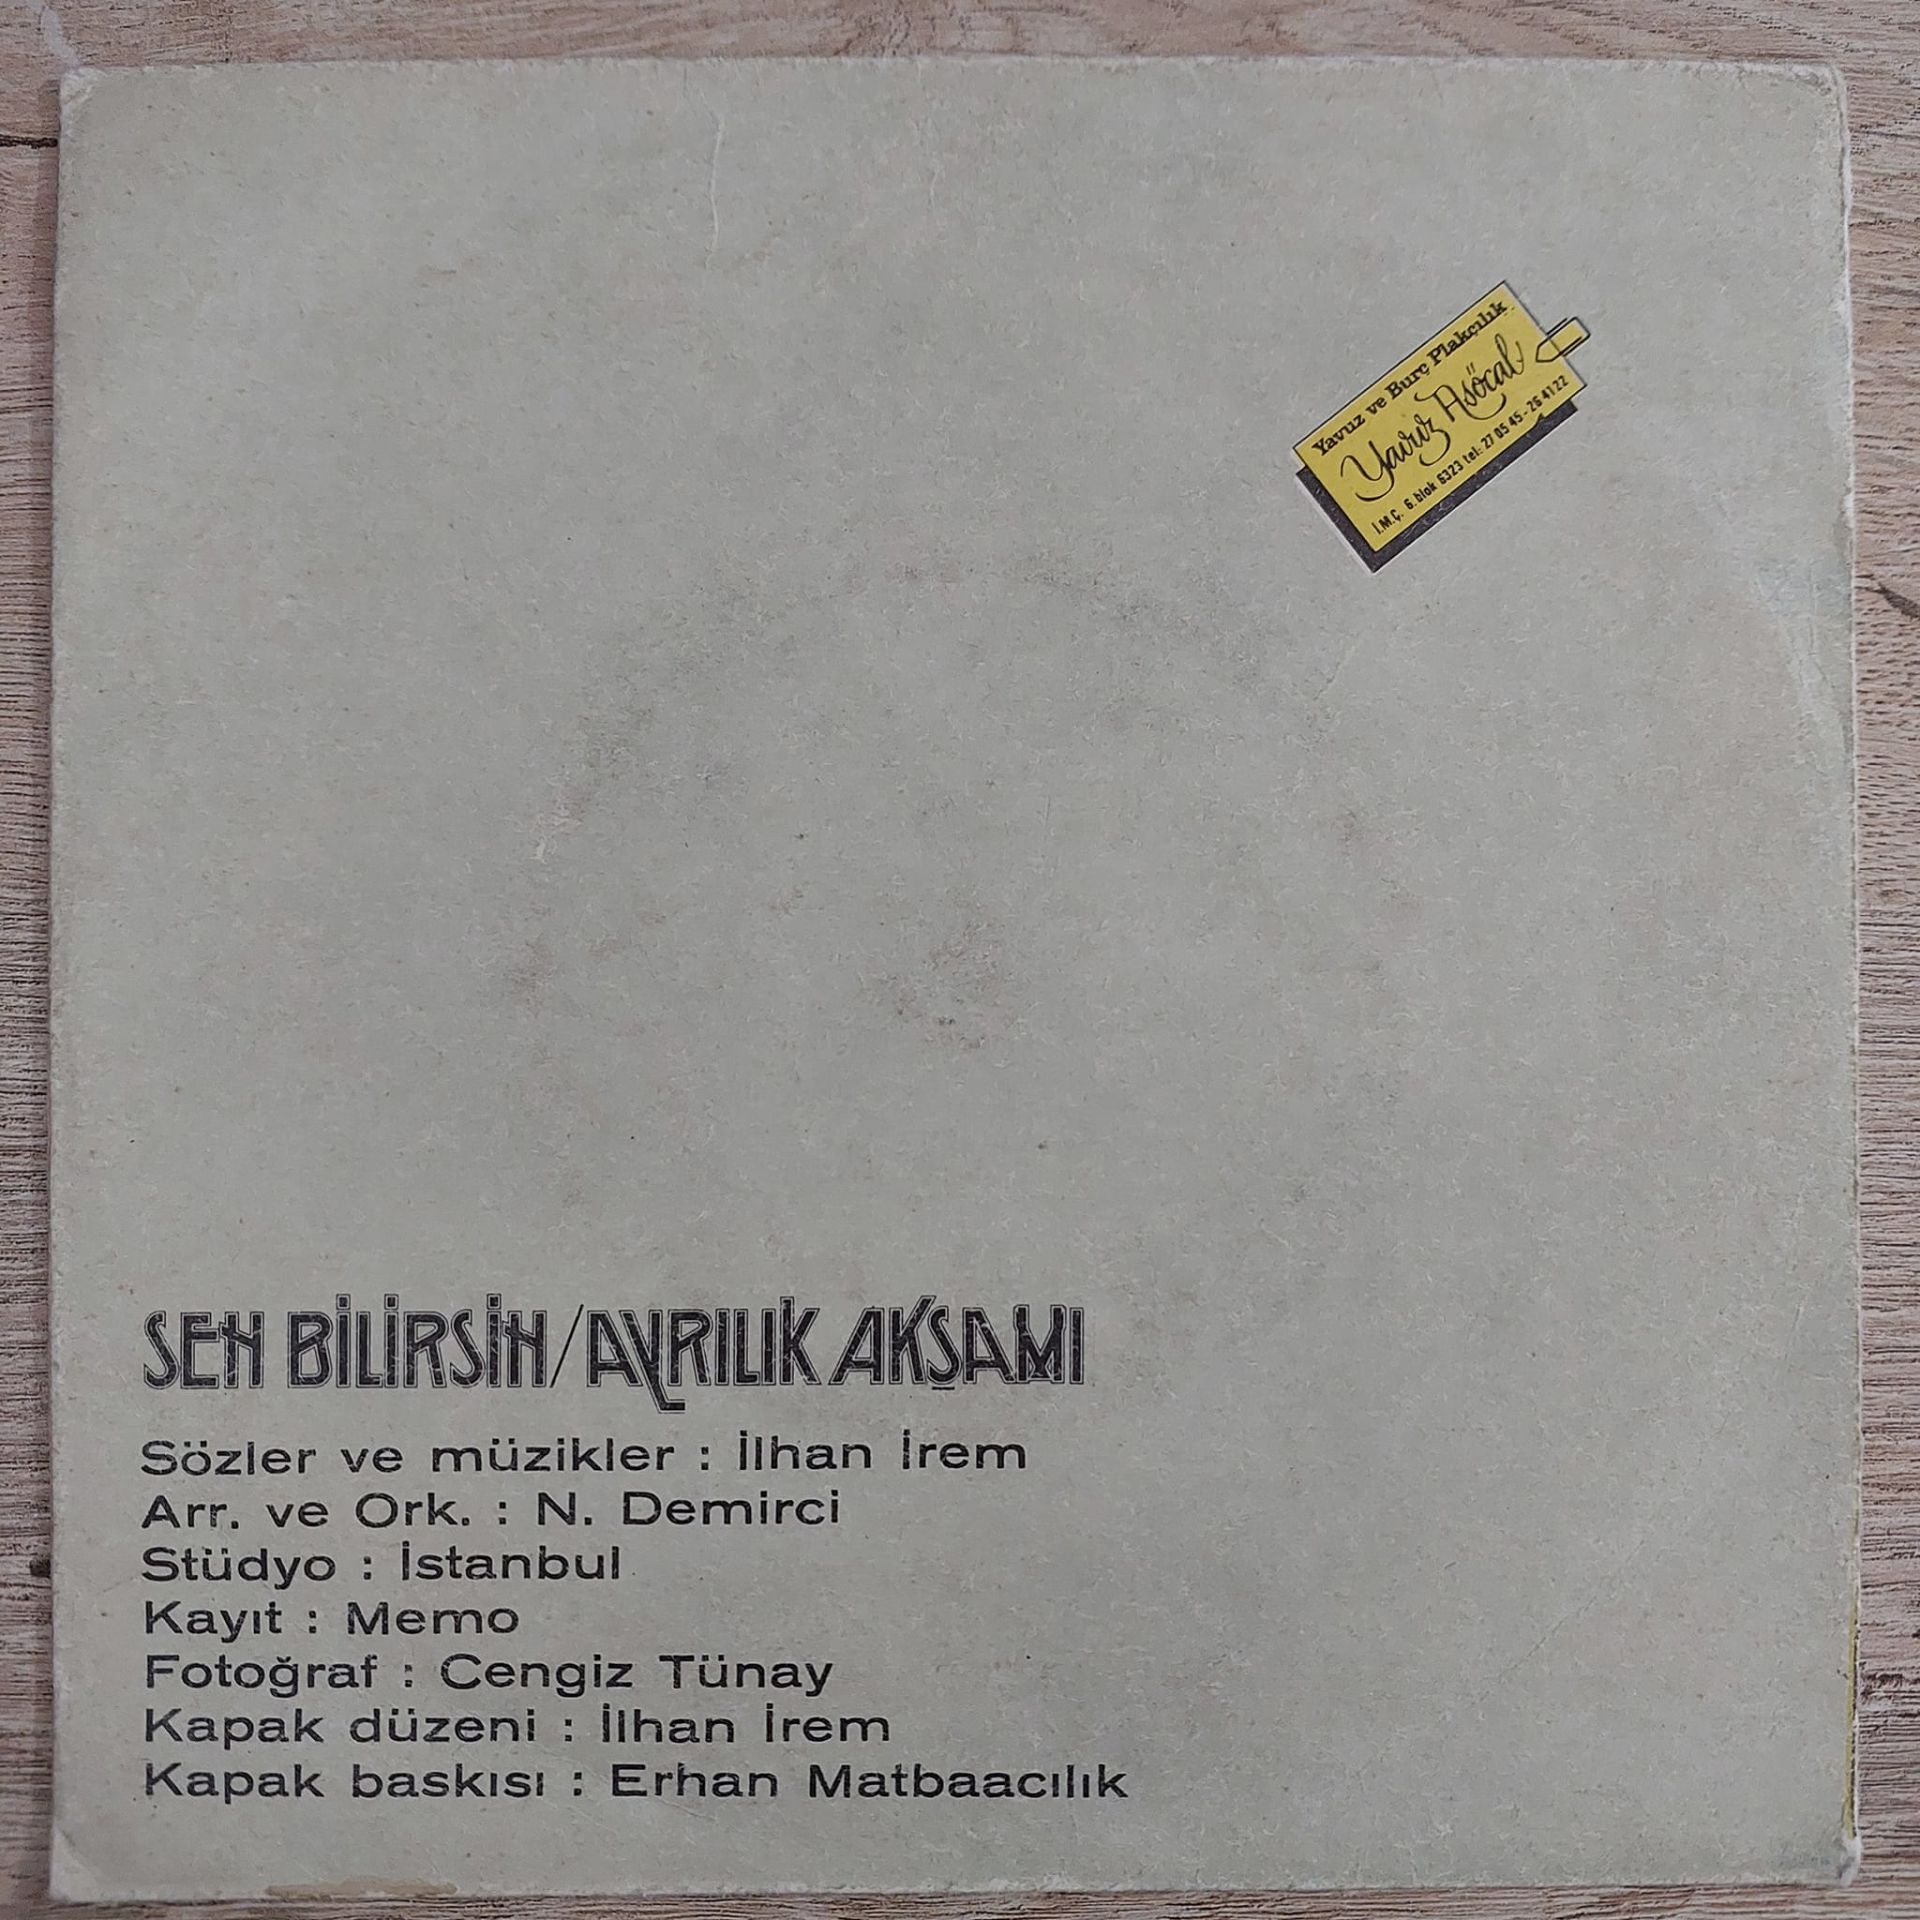 Yavuz ve Burç Plakçılık
Yavuz Asöcal
İ.M.Ç. 6. blok 6323 tel: 27 05 45 - 26 41 22
SEN BİLİRSİN/AYRILIK AKŞAMI
Sözler ve müzikler : İlhan İrem
Arr. ve Ork. : N. Demirci
Stüdyo : İstanbul
Kayıt : Memo
Fotoğraf : Cengiz Tünay
Kapak düzeni : İlhan İrem
Kapak baskısı : Erhan Matbaacılık